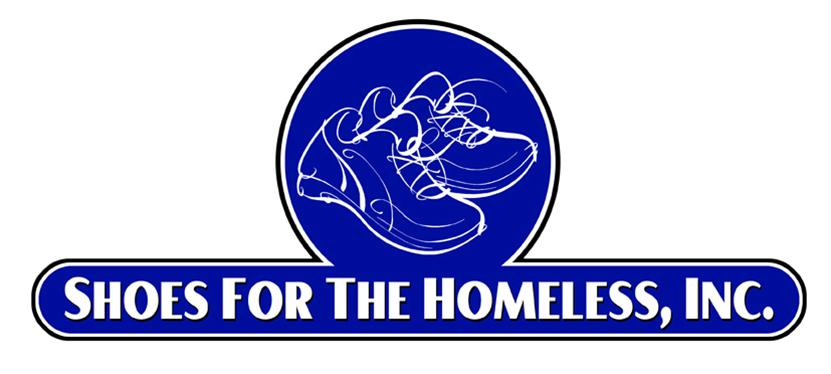 SHOES FOR THE HOMELESS, INC.